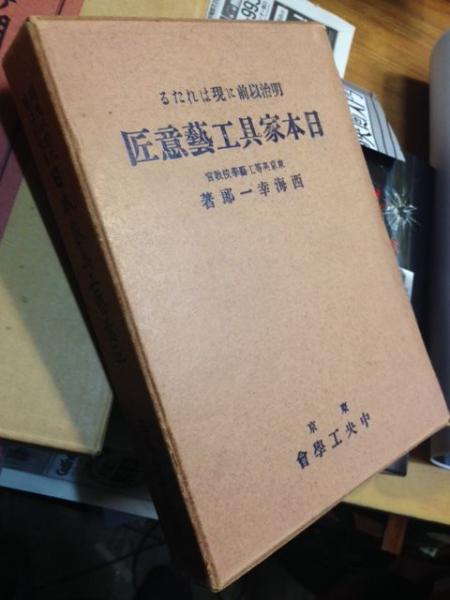 明治以前に現はれたる
日本家具工藝意匠
東京高等工藝學校教官
西海幸一郎著
東京
中央工學會